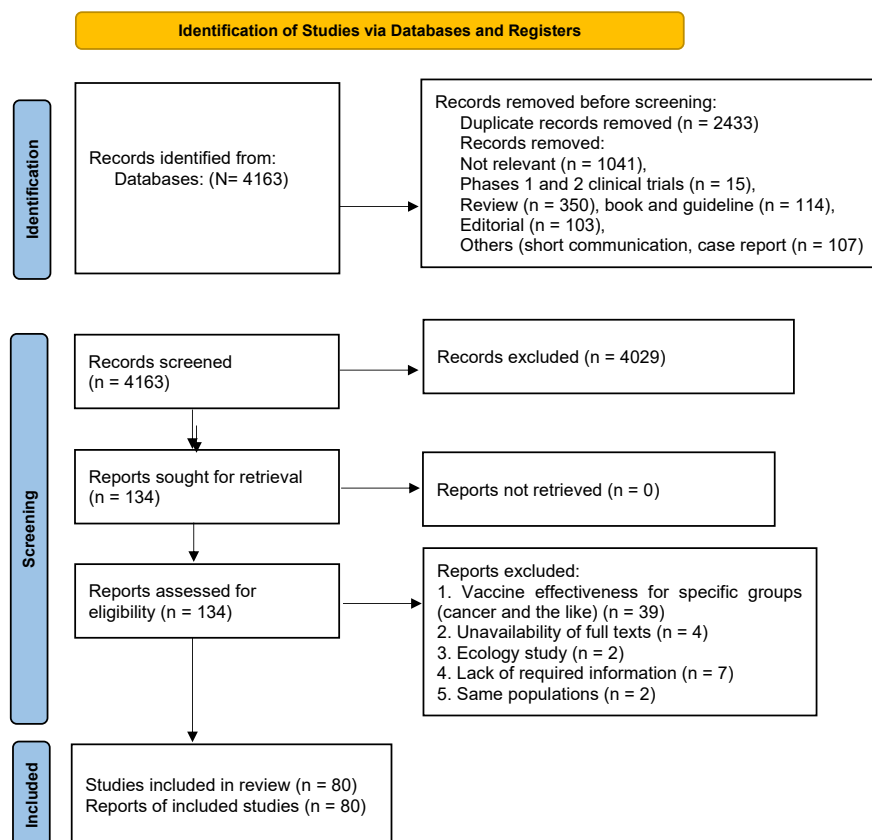 Identification of Studies via Databases and Registers
Identification
Records identified from:
Databases: (N= 4163)
Records removed before screening:
Duplicate records removed (n = 2433)
Records removed:
Not relevant (n = 1041),
Phases 1 and 2 clinical trials (n = 15),
Review (n = 350), book and guideline (n = 114),
Editorial (n = 103),
Others (short communication, case report (n = 107)
Screening
Records screened
(n = 4163)
Records excluded (n = 4029)
Reports sought for retrieval
(n = 134)
Reports not retrieved (n = 0)
Reports assessed for
eligibility (n = 134)
Reports excluded:
1. Vaccine effectiveness for specific groups
(cancer and the like) (n = 39)
2. Unavailability of full texts (n = 4)
3. Ecology study (n = 2)
4. Lack of required information (n = 7)
5. Same populations (n = 2)
Included
Studies included in review (n = 80)
Reports of included studies (n = 80)